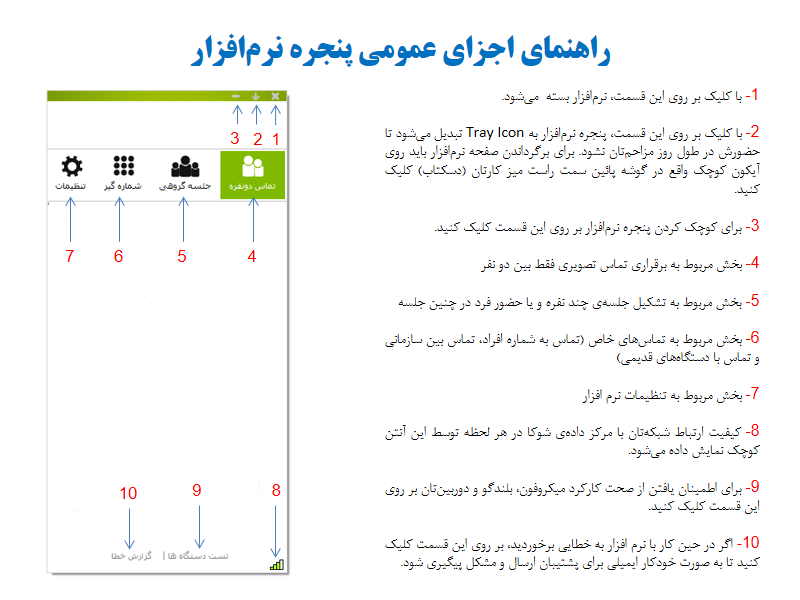 راهنمای اجزای عمومی پنجره نرم‌افزار
1- با کلیک بر روی این قسمت، نرم‌افزار بسته می‌شود.
2- با کلیک بر روی این قسمت، پنجره نرم‌افزار به Tray Icon تبدیل می‌شود تا
حضورش در طول روز مزاحم‌تان نشود. برای برگرداندن صفحه نرم‌افزار باید روی
آیکون کوچک واقع در گوشه پائین سمت راست میز کارتان (دسکتاپ) کلیک
کنید.
3- برای کوچک کردن پنجره نرم‌افزار بر روی این قسمت کلیک کنید.
4- بخش مربوط به برقراری تماس تصویری فقط بین دو نفر
5- بخش مربوط به تشکیل جلسه‌ی چند نفره و یا حضور فرد در چنین جلسه
6- بخش مربوط به تماس‌های خاص (تماس به شماره افراد، تماس بین سازمانی
و تماس با دستگاه‌های قدیمی)
7- بخش مربوط به تنظیمات نرم افزار
8- کیفیت ارتباط شبکه‌تان با مرکز داده‌ی شوکا در هر لحظه توسط این آنتن
کوچک نمایش داده می‌شود.
9- برای اطمینان یافتن از صحت کارکرد میکروفون، بلندگو و دوربین‌تان بر روی
این قسمت کلیک کنید.
10- اگر در حین کار با نرم افزار به خطایی برخوردید، بر روی این قسمت کلیک
کنید تا به صورت خودکار ایمیلی برای پشتیبان ارسال و مشکل پیگیری شود.
1 2 3
تماس دونفره
جلسه گروهی
شماره گیر
تنظیمات
4 5 6 7
8 9 10
تست دستگاه ها | گزارش خطا